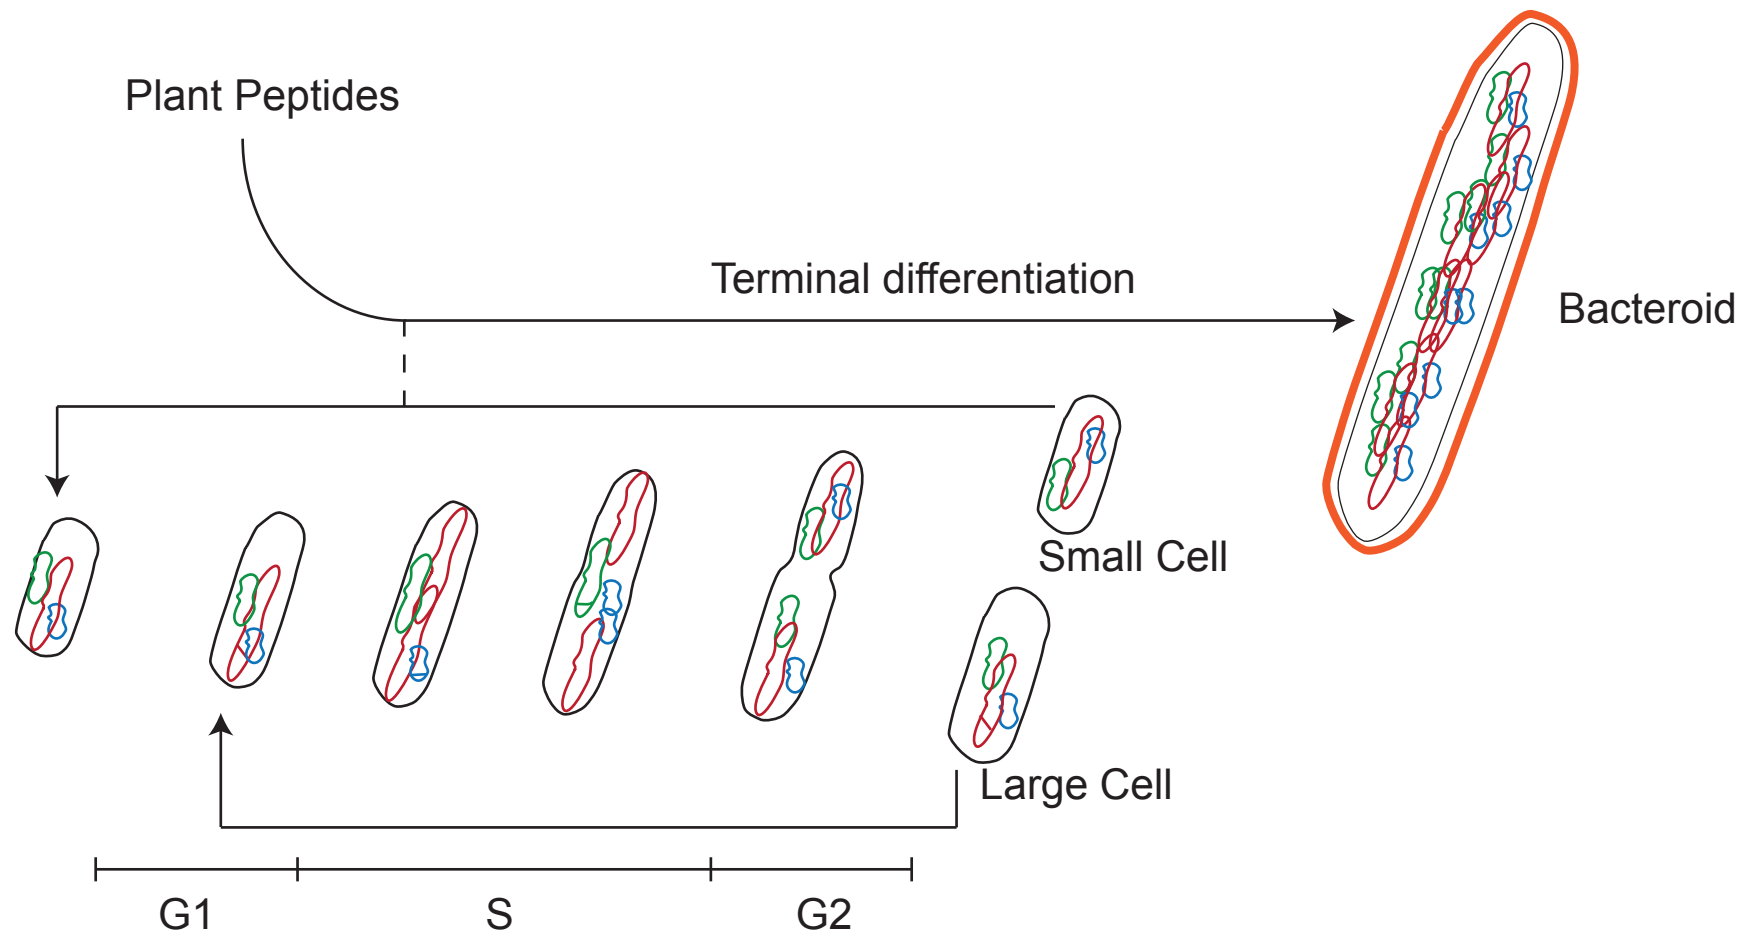 Plant Peptides
Terminal differentiation
Bacteroid
Small Cell
Large Cell
G1
S
G2